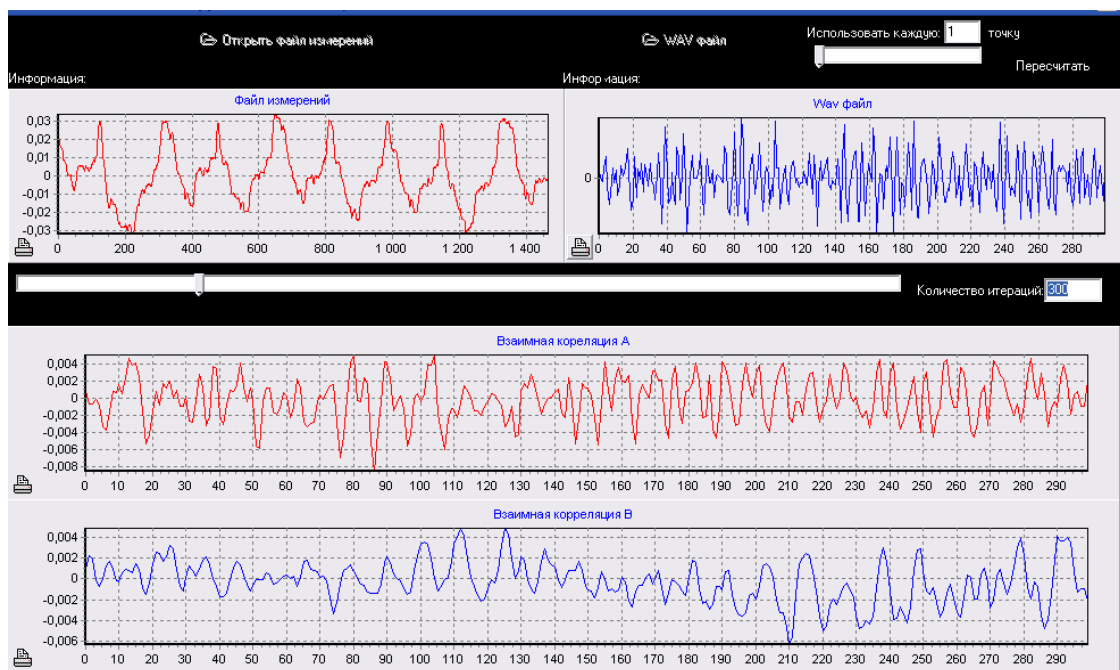 Открыть файл измерений
WAV файл
Использовать каждую: 1 точку
Пересчитать
Информация:
Информация:
Файл измерений
0,03
0,02
0,01
0
-0,01
-0,02
-0,03
0 200 400 600 800 1 000 1 200 1 400
Wav файл
0
0 20 40 60 80 100 120 140 160 180 200 220 240 260 280
Количество итераций: 300
Взаимная кореляция A
0,004
0,002
0
-0,002
-0,004
-0,006
-0,008
0 10 20 30 40 50 60 70 80 90 100 110 120 130 140 150 160 170 180 190 200 210 220 230 240 250 260 270 280 290
Взаимная корреляция B
0,004
0,002
0
-0,002
-0,004
-0,006
0 10 20 30 40 50 60 70 80 90 100 110 120 130 140 150 160 170 180 190 200 210 220 230 240 250 260 270 280 290